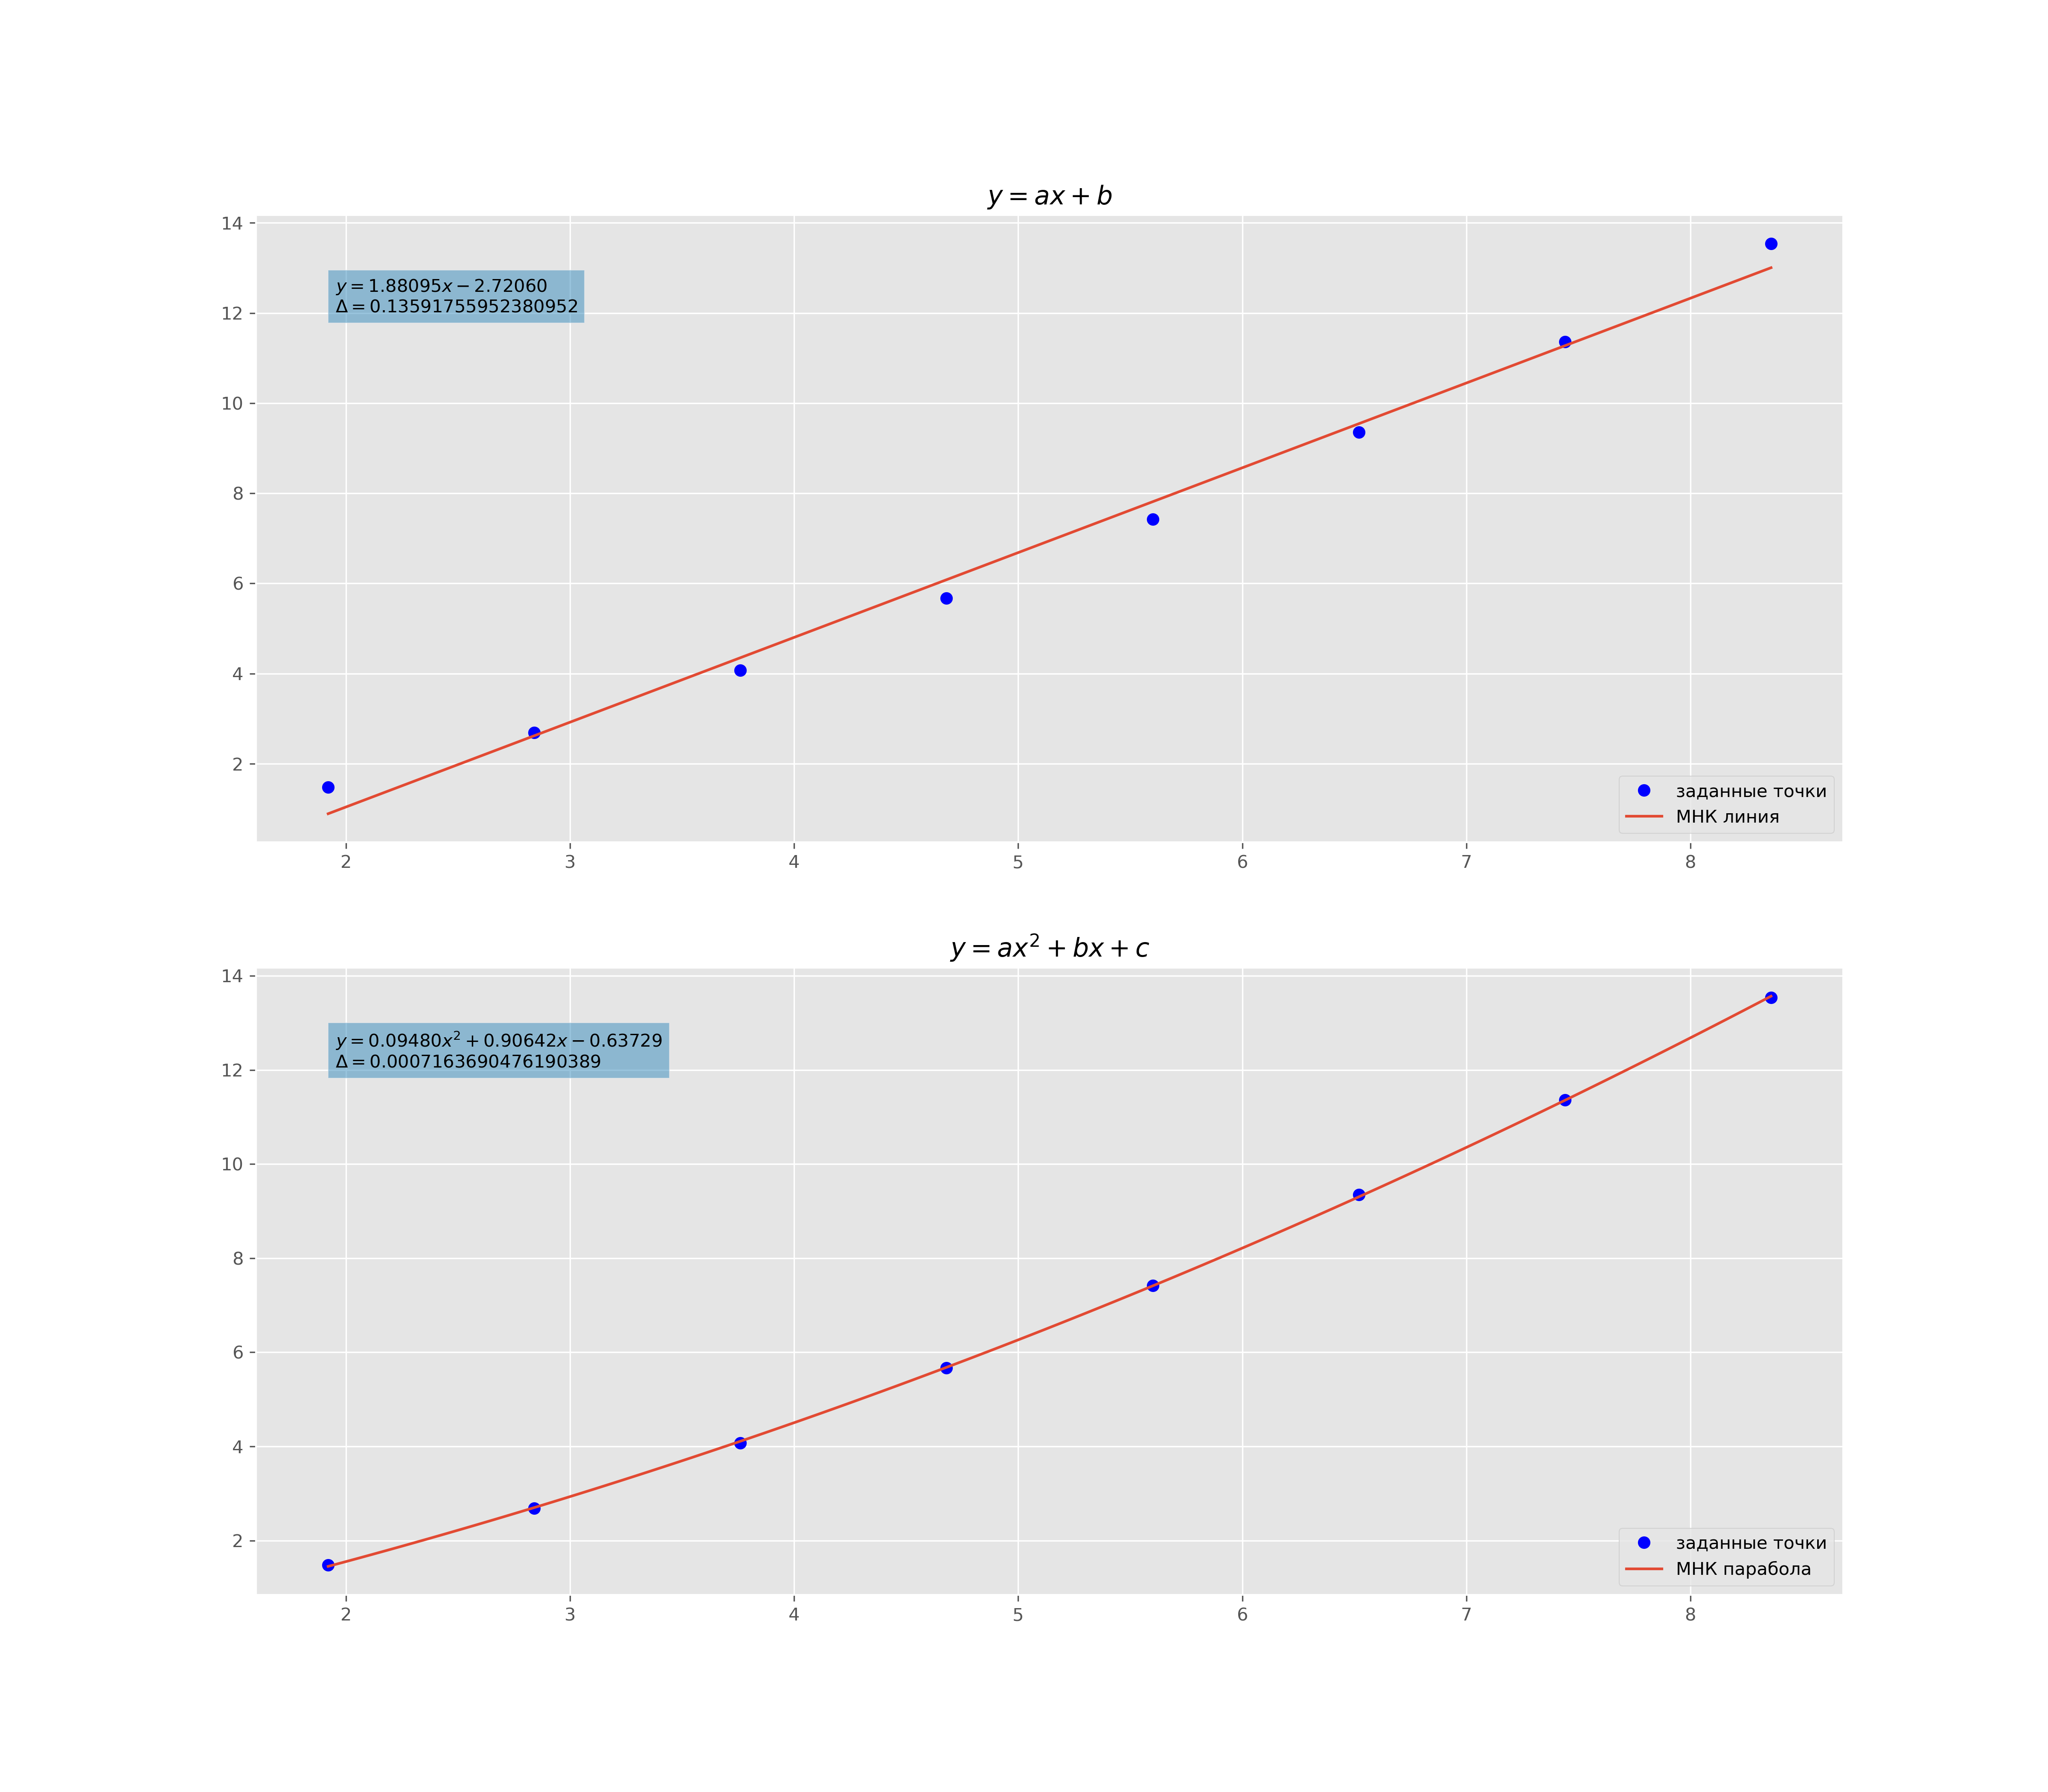 y = ax + b
14
12
10
8
6
4
2
y = 1.88095x − 2.72060
Δ = 0.13591755952380952
заданные точки
МНК линия
2 3 4 5 6 7 8
y = ax² + bx + c
14
12
10
8
6
4
2
y = 0.09480x² + 0.90642x − 0.63729
Δ = 0.0007163690476190389
заданные точки
МНК парабола
2 3 4 5 6 7 8